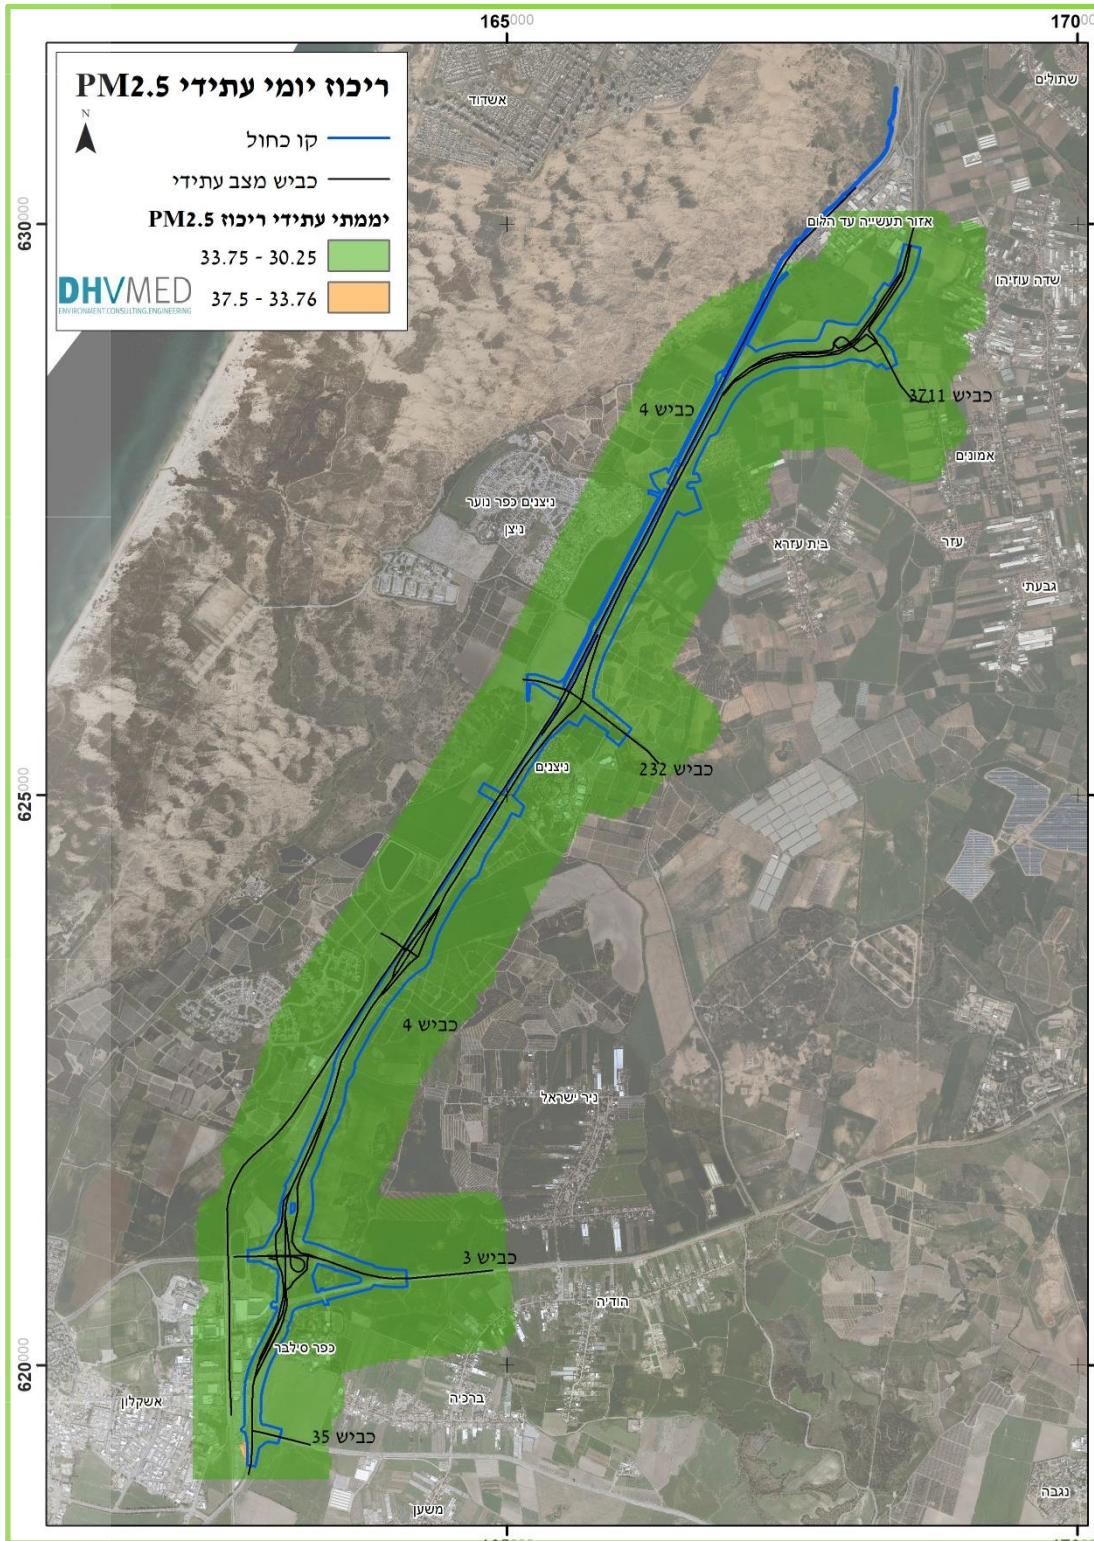 165000
170000
ריכוז יומי עתידי PM2.5
N
קו כחול
כביש מצב עתידי
יממתי עתידי ריכוז PM2.5
33.75 - 30.25
37.5 - 33.76
DHVMED
ENVIRONMENT.CONSULTING.ENGINEERING
שתולים
אשדוד
630000
אזור תעשייה עד הלום
שדה עוזיהו
כביש 3711
כביש 4
אמונים
ניצנים כפר נוער
ניצן
בית עזרא
עזר
גבעתי
ניצנים
כביש 232
625000
כביש 4
ניר ישראל
כביש 3
הודיה
כפר סילבר
620000
אשקלון
ברכיה
כביש 35
משען
נגבה